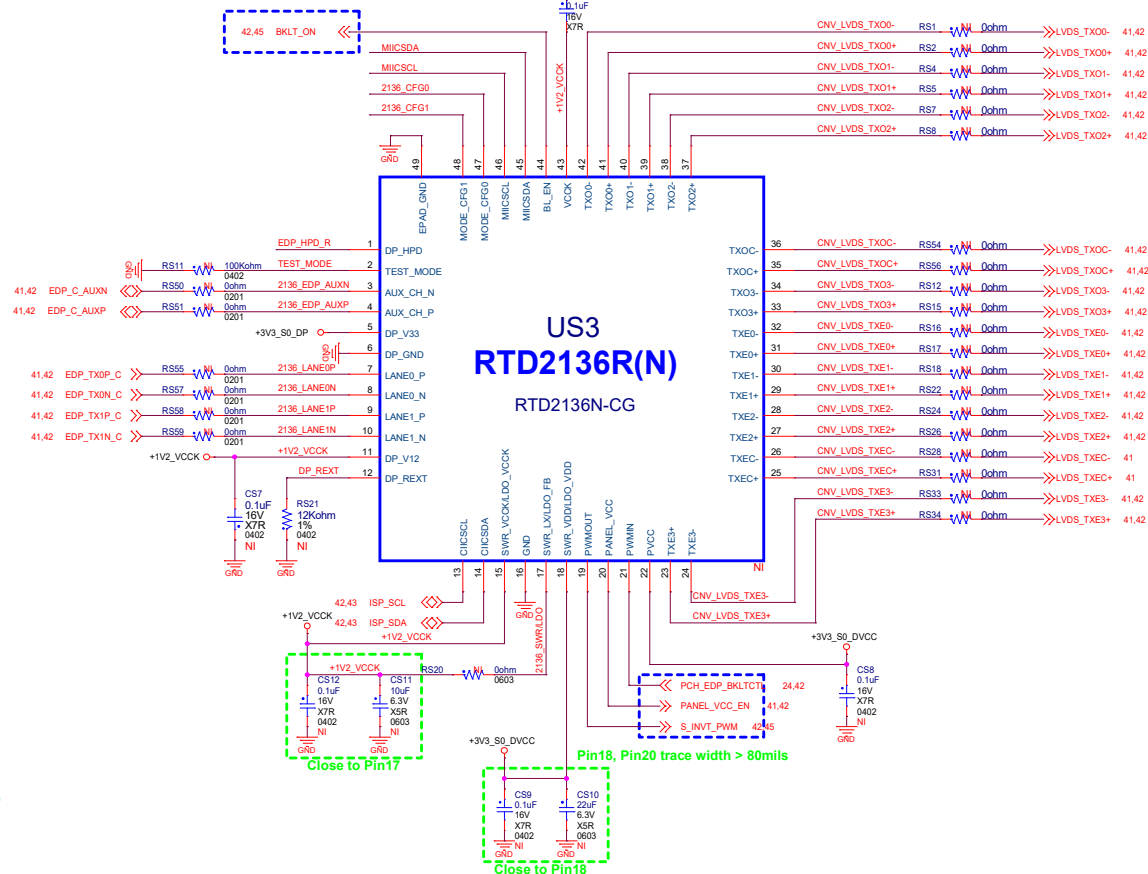 0.1uF
16V
X7R
42,45 BKLT_ON
MIICSDA
MIICSCL
2136_CFG0
2136_CFG1
+1V2_VCCK
CNV_LVDS_TXO0- RS1 NI 0ohm LVDS_TXO0- 41,42
CNV_LVDS_TXO0+ RS2 NI 0ohm LVDS_TXO0+ 41,42
CNV_LVDS_TXO1- RS4 NI 0ohm LVDS_TXO1- 41,42
CNV_LVDS_TXO1+ RS5 NI 0ohm LVDS_TXO1+ 41,42
CNV_LVDS_TXO2- RS7 NI 0ohm LVDS_TXO2- 41,42
CNV_LVDS_TXO2+ RS8 NI 0ohm LVDS_TXO2+ 41,42
GND
49 48 47 46 45 44 43 42 41 40 39 38 37
EPAD_GND MODE_CFG1 MODE_CFG0 MIICSCL MIICSDA BL_EN VCCK TXO0- TXO0+ TXO1- TXO1+ TXO2- TXO2+
EDP_HPD_R 1 DP_HPD
GND RS11 NI 100Kohm 0402 TEST_MODE 2 TEST_MODE
41,42 EDP_C_AUXN RS50 NI 0ohm 0201 2136_EDP_AUXN 3 AUX_CH_N
41,42 EDP_C_AUXP RS51 NI 0ohm 0201 2136_EDP_AUXP 4 AUX_CH_P
+3V3_S0_DP 5 DP_V33
GND 6 DP_GND
41,42 EDP_TX0P_C RS55 NI 0ohm 0201 2136_LANE0P 7 LANE0_P
41,42 EDP_TX0N_C RS57 NI 0ohm 0201 2136_LANE0N 8 LANE0_N
41,42 EDP_TX1P_C RS58 NI 0ohm 0201 2136_LANE1P 9 LANE1_P
41,42 EDP_TX1N_C RS59 NI 0ohm 0201 2136_LANE1N 10 LANE1_N
+1V2_VCCK +1V2_VCCK 11 DP_V12
DP_REXT 12 DP_REXT
US3
RTD2136R(N)
RTD2136N-CG
TXOC- 36 CNV_LVDS_TXOC- RS54 NI 0ohm LVDS_TXOC- 41,42
TXOC+ 35 CNV_LVDS_TXOC+ RS56 NI 0ohm LVDS_TXOC+ 41,42
TXO3- 34 CNV_LVDS_TXO3- RS12 NI 0ohm LVDS_TXO3- 41,42
TXO3+ 33 CNV_LVDS_TXO3+ RS15 NI 0ohm LVDS_TXO3+ 41,42
TXE0- 32 CNV_LVDS_TXE0- RS16 NI 0ohm LVDS_TXE0- 41,42
TXE0+ 31 CNV_LVDS_TXE0+ RS17 NI 0ohm LVDS_TXE0+ 41,42
TXE1- 30 CNV_LVDS_TXE1- RS18 NI 0ohm LVDS_TXE1- 41,42
TXE1+ 29 CNV_LVDS_TXE1+ RS22 NI 0ohm LVDS_TXE1+ 41,42
TXE2- 28 CNV_LVDS_TXE2- RS24 NI 0ohm LVDS_TXE2- 41,42
TXE2+ 27 CNV_LVDS_TXE2+ RS26 NI 0ohm LVDS_TXE2+ 41,42
TXEC- 26 CNV_LVDS_TXEC- RS28 NI 0ohm LVDS_TXEC- 41
TXEC+ 25 CNV_LVDS_TXEC+ RS31 NI 0ohm LVDS_TXEC+ 41
CNV_LVDS_TXE3- RS33 NI 0ohm LVDS_TXE3- 41,42
CNV_LVDS_TXE3+ RS34 NI 0ohm LVDS_TXE3+ 41,42
CS7
0.1uF
16V
X7R
0402
NI
GND
RS21
12Kohm
1%
0402
NI
GND
CIICSCL CIICSDA SWR_VCCK/LDO_VCCK GND SWR_LX/LDO_FB SWR_VDD/LDO_VDD PWMOUT PANEL_VCC PWMIN PVCC TXE3+ TXE3-
13 14 15 16 17 18 19 20 21 22 23 24
NI
42,43 ISP_SCL
42,43 ISP_SDA
GND
CNV_LVDS_TXE3-
CNV_LVDS_TXE3+
+1V2_VCCK
+1V2_VCCK
+1V2_VCCK
RS20 NI 0ohm 0603
2136_SWR/LDO
CS12
0.1uF
16V
X7R
0402
NI
GND
CS11
10uF
6.3V
X5R
0603
NI
GND
Close to Pin17
PCH_EDP_BKLTCTL 24,42
PANEL_VCC_EN 41,42
S_INVT_PWM 42,45
+3V3_S0_DVCC
CS8
0.1uF
16V
X7R
0402
NI
GND
Pin18, Pin20 trace width > 80mils
+3V3_S0_DVCC
CS9
0.1uF
16V
X7R
0402
NI
GND
CS10
22uF
6.3V
X5R
0603
NI
GND
Close to Pin18